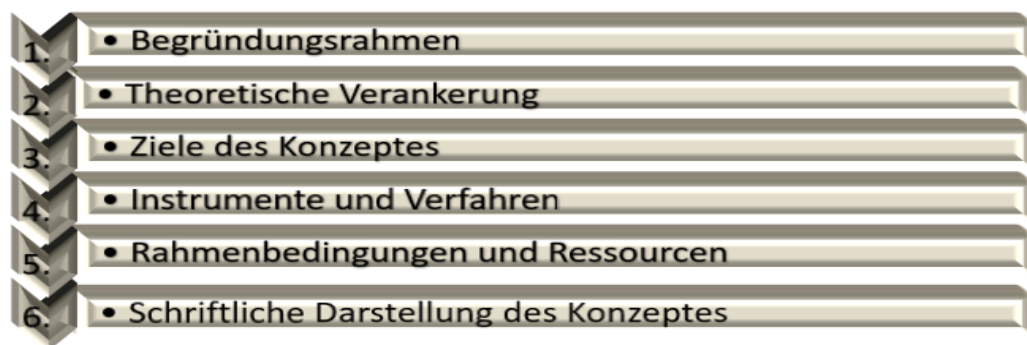 1. • Begründungsrahmen
2. • Theoretische Verankerung
3. • Ziele des Konzeptes
4. • Instrumente und Verfahren
5. • Rahmenbedingungen und Ressourcen
6. • Schriftliche Darstellung des Konzeptes